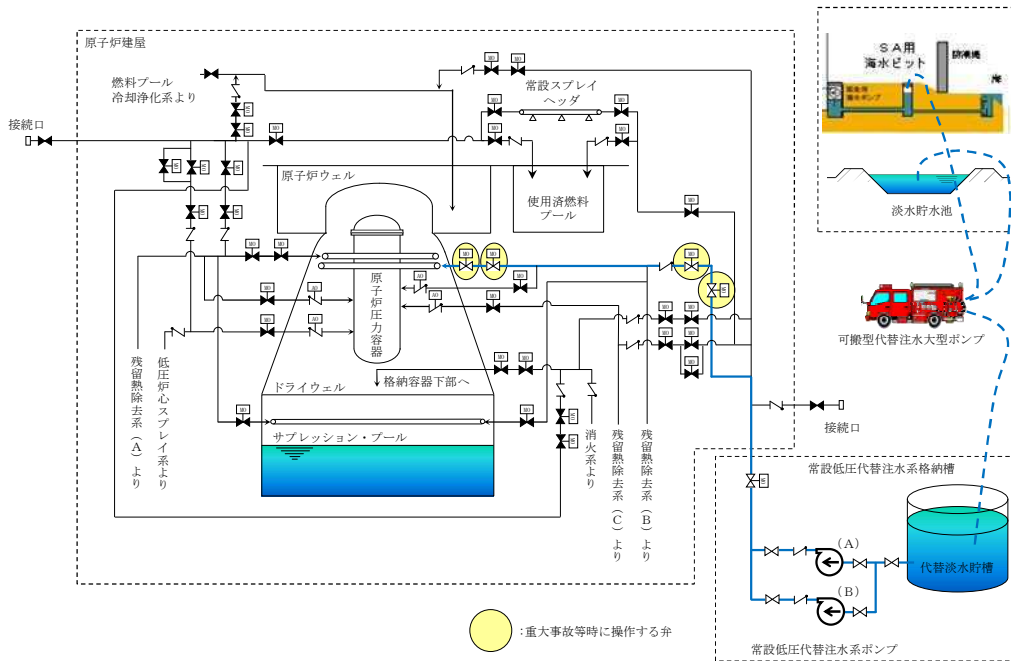 原子炉建屋
燃料プール
冷却浄化系より
接続口
常設スプレイ
ヘッダ
原子炉ウェル
使用済燃料
プール
原子炉圧力容器
ドライウェル
格納容器下部へ
サプレッション・プール
残留熱除去系(A)より
低圧炉心スプレイ系より
消火系より
残留熱除去系(C)より
残留熱除去系(B)より
MO
AO
SA用
海水ピット
海
淡水貯水池
可搬型代替注水大型ポンプ
接続口
常設低圧代替注水系格納槽
(A)
(B)
代替淡水貯槽
常設低圧代替注水系ポンプ
:重大事故等時に操作する弁